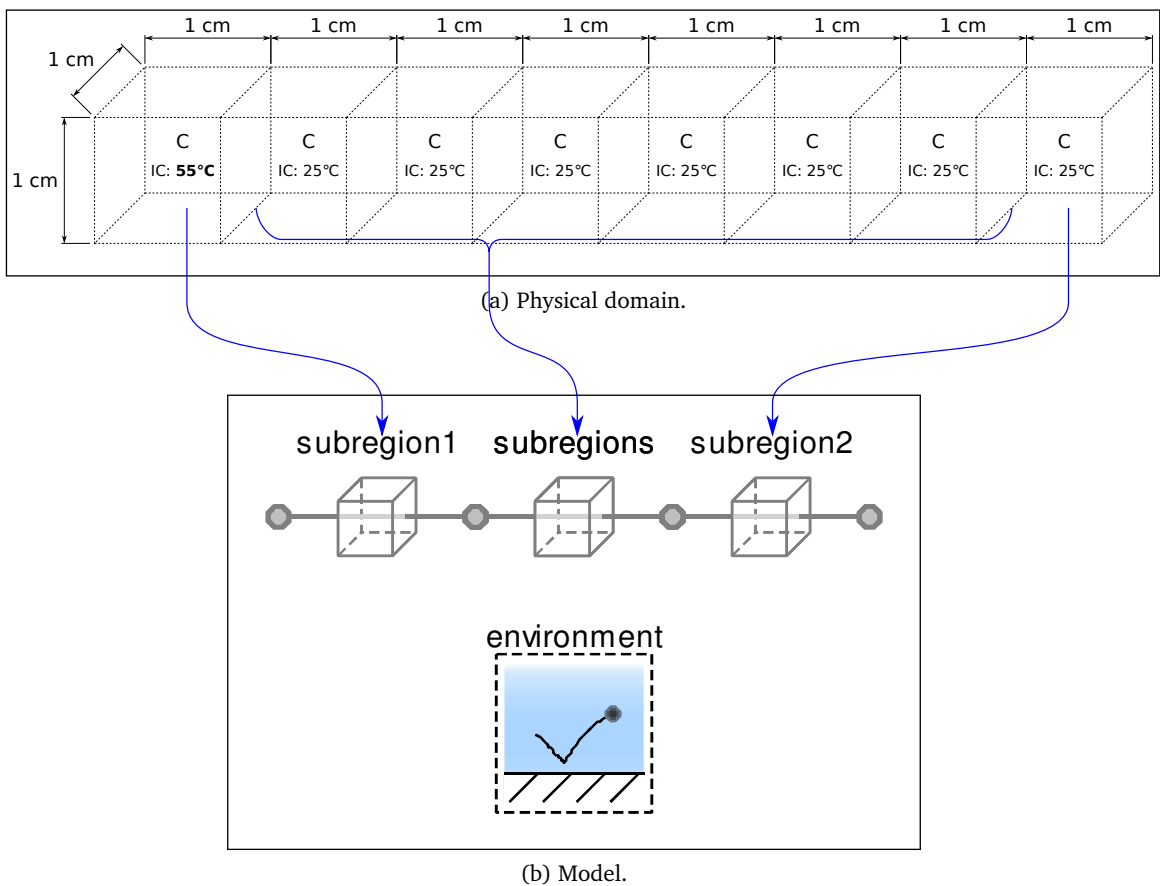 1 cm 1 cm 1 cm 1 cm 1 cm 1 cm 1 cm 1 cm
1 cm
C C C C C C C C
IC: 55°C IC: 25°C IC: 25°C IC: 25°C IC: 25°C IC: 25°C IC: 25°C IC: 25°C
1 cm
(a) Physical domain.
subregion1 subregions subregion2
environment
(b) Model.